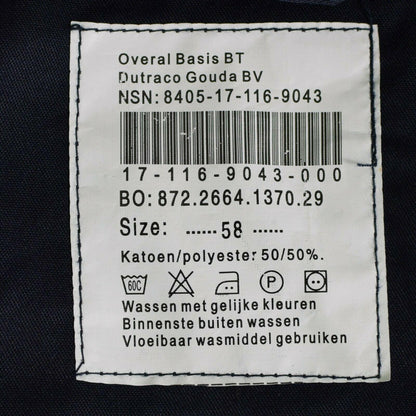 Overal Basis BT
Dutraco Gouda BV
NSN: 8405-17-116-9043
17-116-9043-000
BO: 872.2664.1370.29
Size: ...... 58 ......
Katoen/polyester 50/50%.
60C P
Wassen met gelijke kleuren
Binnenste buiten wassen
Vloeibaar wasmiddel gebruiken